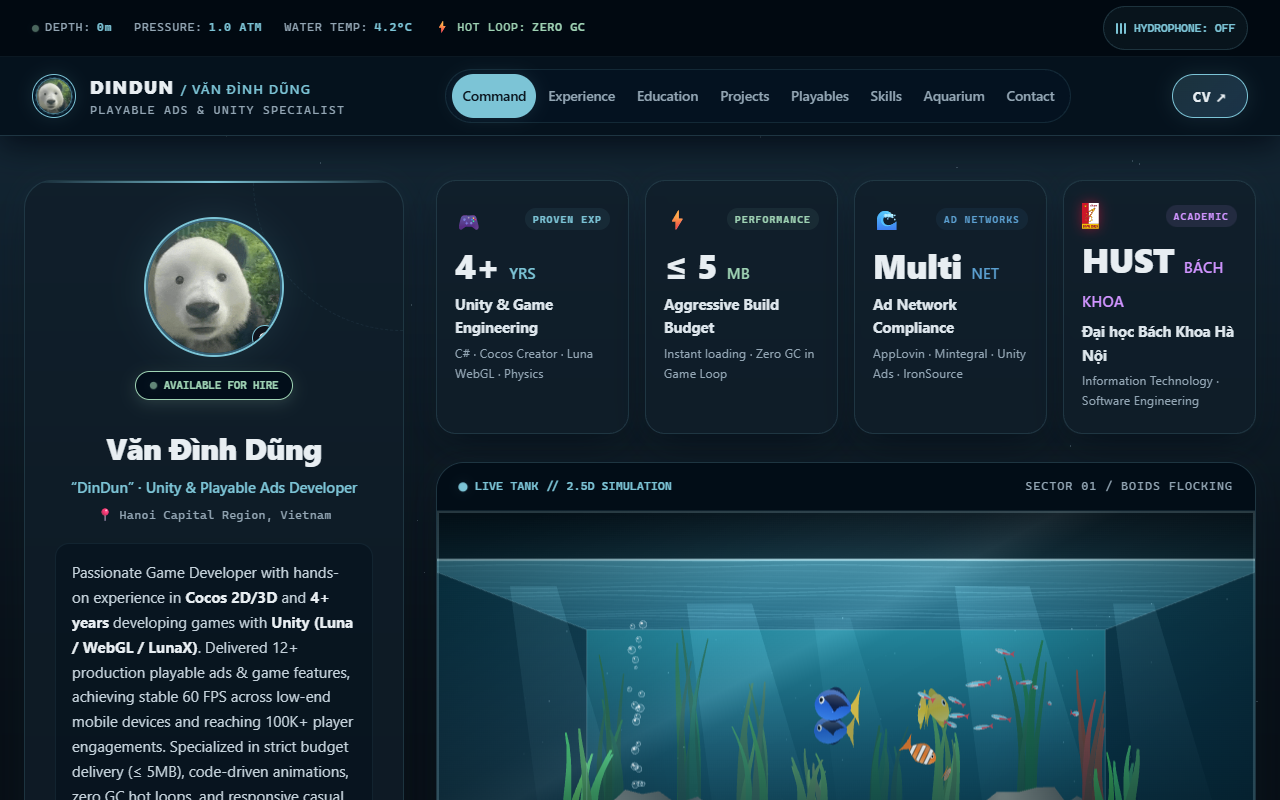 DEPTH: 0m PRESSURE: 1.0 ATM WATER TEMP: 4.2°C HOT LOOP: ZERO GC HYDROPHONE: OFF
DINDUN / VĂN ĐÌNH DŨNG
PLAYABLE ADS & UNITY SPECIALIST
Command Experience Education Projects Playables Skills Aquarium Contact
CV ↗
AVAILABLE FOR HIRE
Văn Đình Dũng
"DinDun" · Unity & Playable Ads Developer
Hanoi Capital Region, Vietnam
Passionate Game Developer with hands-
on experience in Cocos 2D/3D and 4+
years developing games with Unity (Luna
/ WebGL / LunaX). Delivered 12+
production playable ads & game features,
achieving stable 60 FPS across low-end
mobile devices and reaching 100K+ player
engagements. Specialized in strict budget
delivery (≤ 5MB), code-driven animations,
zero GC hot loops, and responsive casual
PROVEN EXP
4+ YRS
Unity & Game
Engineering
C# · Cocos Creator · Luna
WebGL · Physics
PERFORMANCE
≤ 5 MB
Aggressive Build
Budget
Instant loading · Zero GC in
Game Loop
AD NETWORKS
Multi NET
Ad Network
Compliance
AppLovin · Mintegral · Unity
Ads · IronSource
ACADEMIC
HUST BÁCH
KHOA
Đại học Bách Khoa Hà
Nội
Information Technology ·
Software Engineering
LIVE TANK // 2.5D SIMULATION
SECTOR 01 / BOIDS FLOCKING